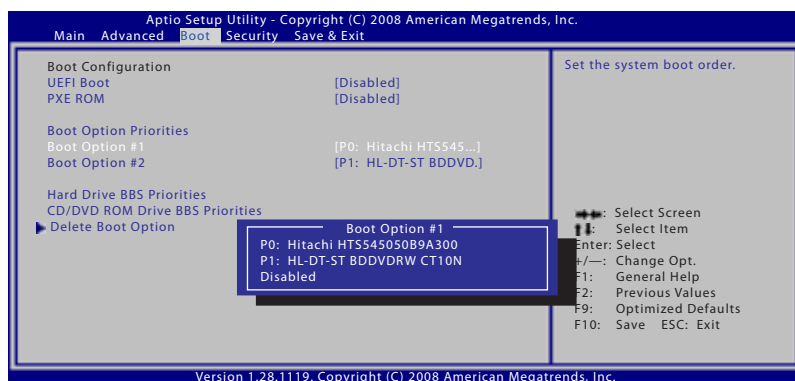 Aptio Setup Utility - Copyright (C) 2008 American Megatrends, Inc.
Main Advanced Boot Security Save & Exit
Boot Configuration
UEFI Boot [Disabled]
PXE ROM [Disabled]
Boot Option Priorities
Boot Option #1 [P0: Hitachi HTS545...]
Boot Option #2 [P1: HL-DT-ST BDDVD.]
Hard Drive BBS Priorities
CD/DVD ROM Drive BBS Priorities
Delete Boot Option
Boot Option #1
P0: Hitachi HTS545050B9A300
P1: HL-DT-ST BDDVDRW CT10N
Disabled
Set the system boot order.
: Select Screen
: Select Item
Enter: Select
+/—: Change Opt.
F1: General Help
F2: Previous Values
F9: Optimized Defaults
F10: Save ESC: Exit
Version 1.28.1119. Copyright (C) 2008 American Megatrends, Inc.